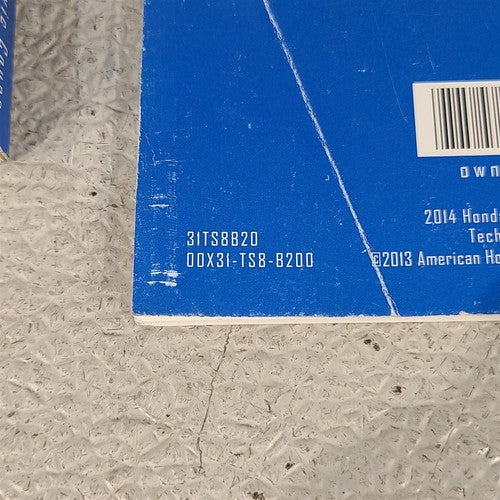 own
2014 Hond
31TS8B20
Tech
00X31-TS8-B200
©2013 American Ho